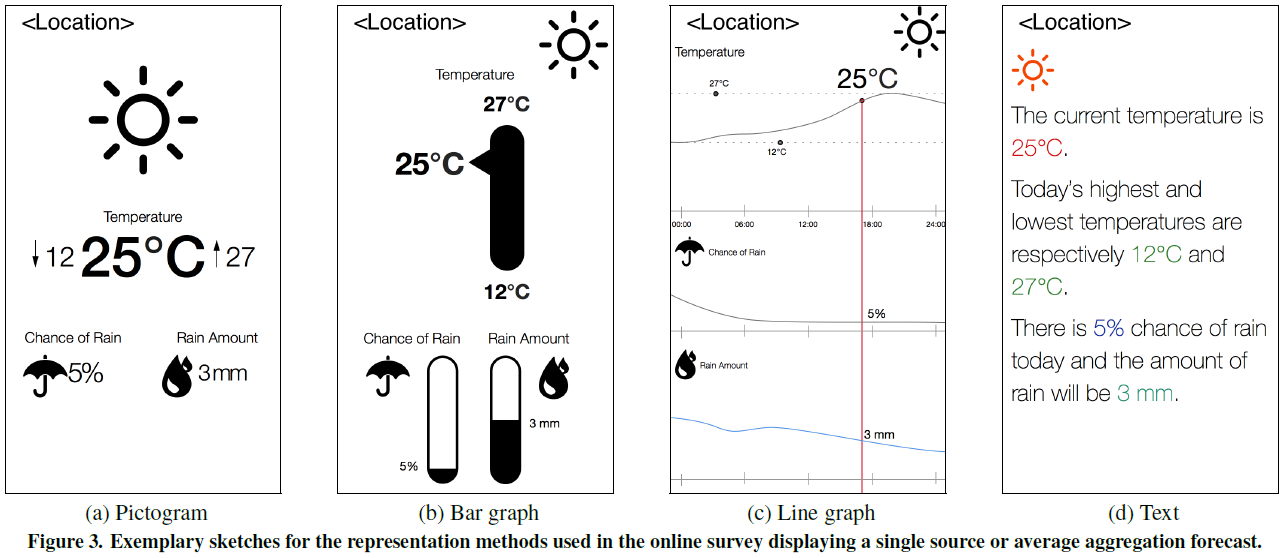 <Location>
Temperature
↓ 12 25°C ↑ 27
Chance of Rain
Rain Amount
5%
3mm
(a) Pictogram
<Location>
Temperature
27°C
25°C
12°C
Chance of Rain
Rain Amount
5%
3 mm
(b) Bar graph
<Location>
Temperature
27°C
25°C
12°C
00:00 06:00 12:00 18:00 24:00
Chance of Rain
5%
Rain Amount
3 mm
(c) Line graph
<Location>
The current temperature is
25°C.
Today's highest and
lowest temperatures are
respectively 12°C and
27°C.
There is 5% chance of rain
today and the amount of
rain will be 3 mm.
(d) Text
Figure 3. Exemplary sketches for the representation methods used in the online survey displaying a single source or average aggregation forecast.